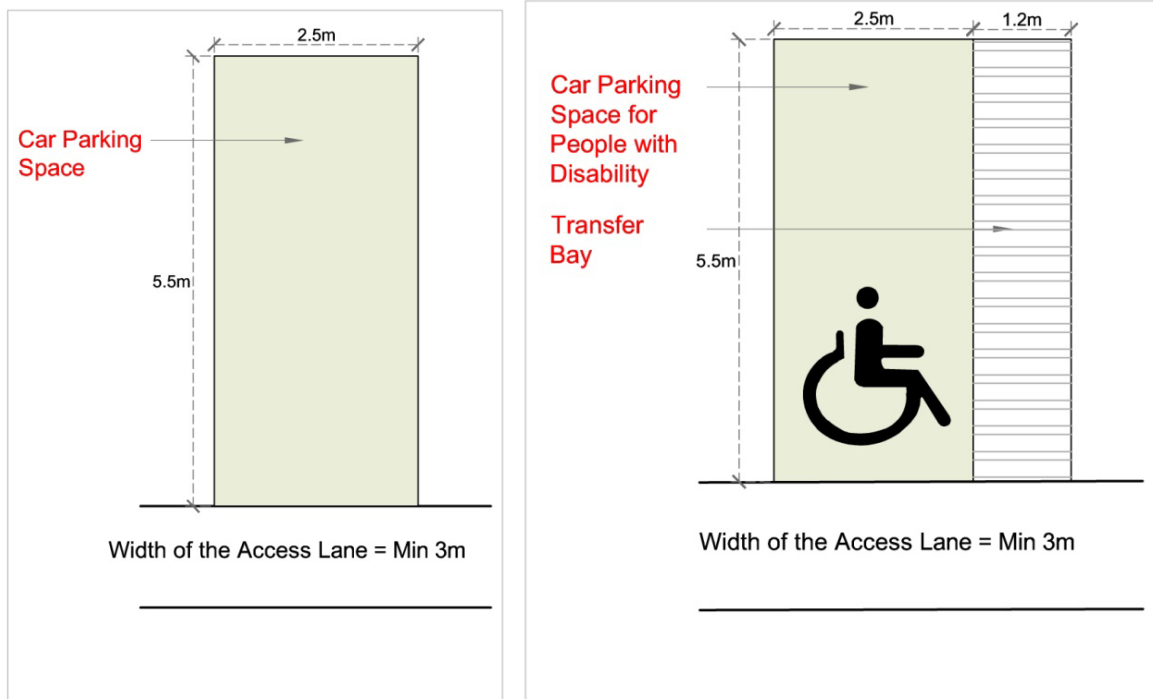 2.5m
Car Parking
Space
5.5m
Width of the Access Lane = Min 3m
2.5m
1.2m
Car Parking
Space for
People with
Disability
Transfer
Bay
5.5m
Width of the Access Lane = Min 3m